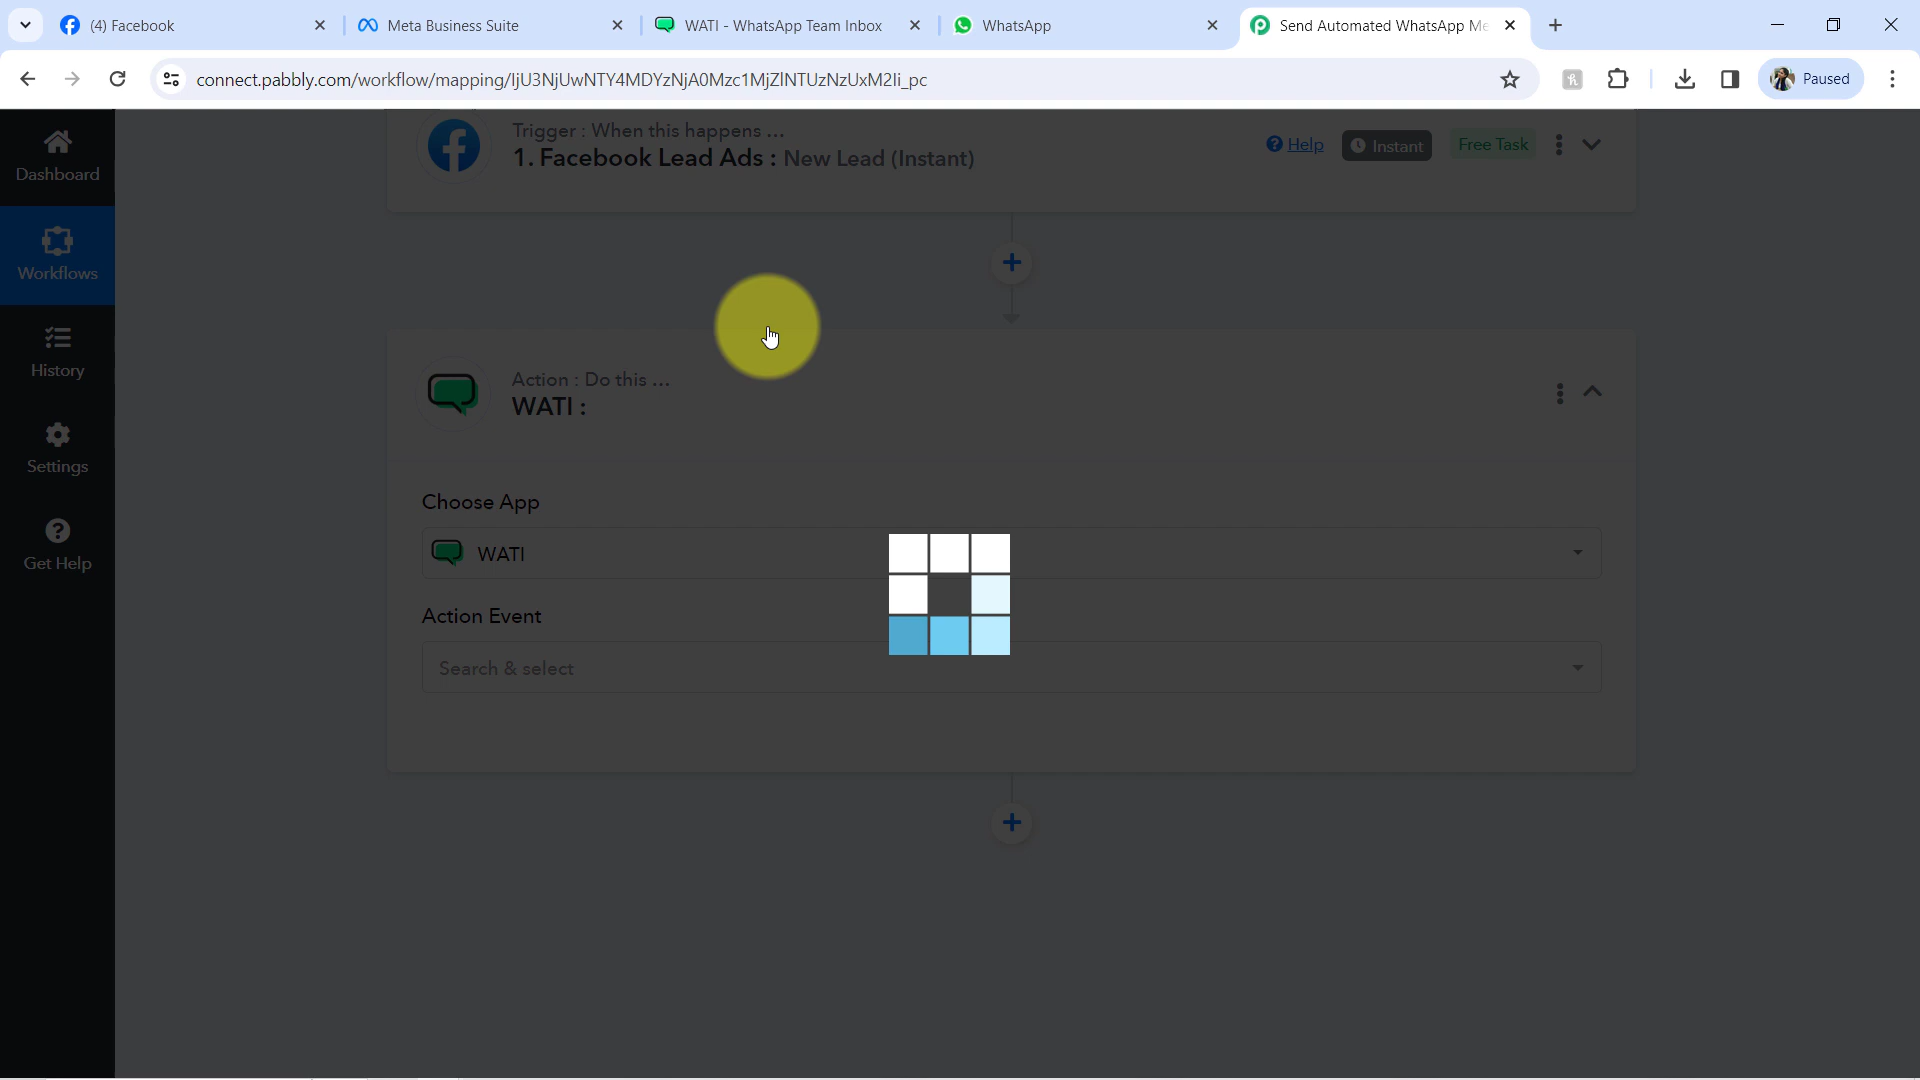 (4) Facebook
Meta Business Suite
WATI - WhatsApp Team Inbox
WhatsApp
Send Automated WhatsApp Me
connect.pabbly.com/workflow/mapping/IjU3NjUwNTY4MDYzNjA0Mzc1MjZlNTUzNzUxM2Ii_pc
Paused
Dashboard
Workflows
History
Settings
Get Help
Trigger : When this happens ...
1. Facebook Lead Ads : New Lead (Instant)
Help
Instant
Free Task
Action : Do this ...
WATI :
Choose App
WATI
Action Event
Search & select